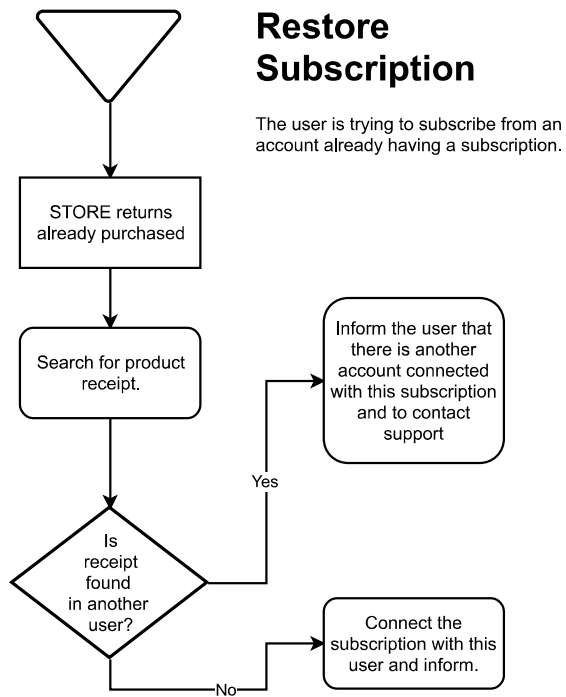 Restore
Subscription
The user is trying to subscribe from an
account already having a subscription.
STORE returns
already purchased
Search for product
receipt.
Inform the user that
there is another
account connected
with this subscription
and to contact
support
Yes
Is
receipt
found
in another
user?
Connect the
subscription with this
user and inform.
No